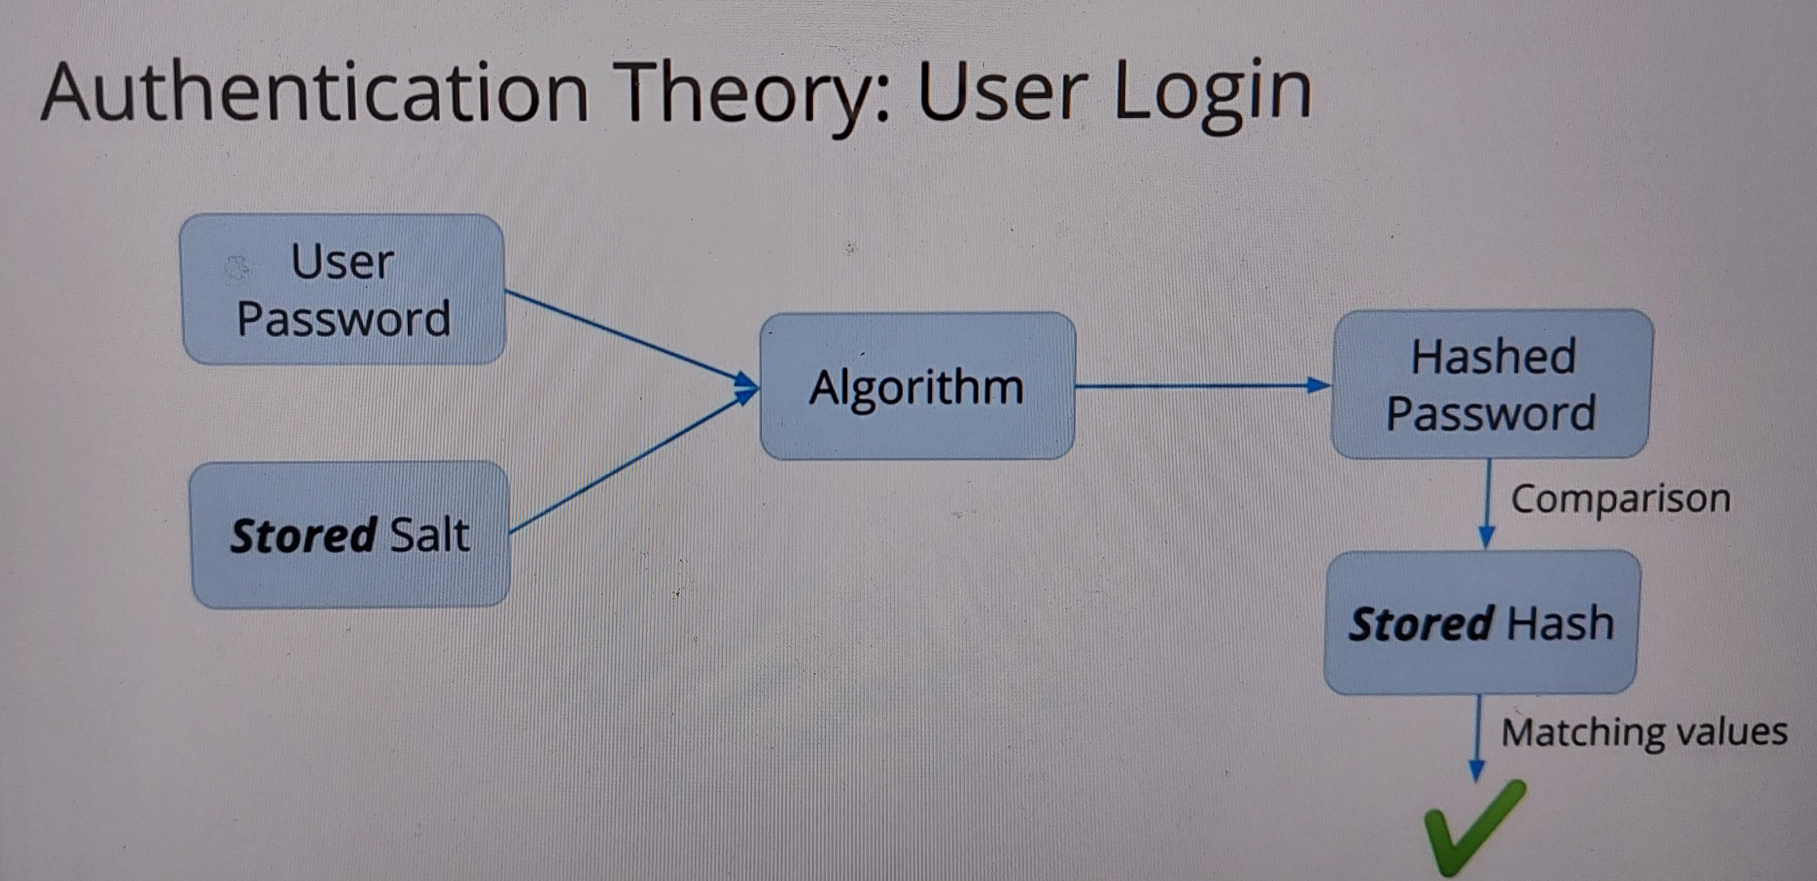 Authentication Theory: User Login
User
Password
Stored Salt
Algorithm
Hashed
Password
Comparison
Stored Hash
Matching values